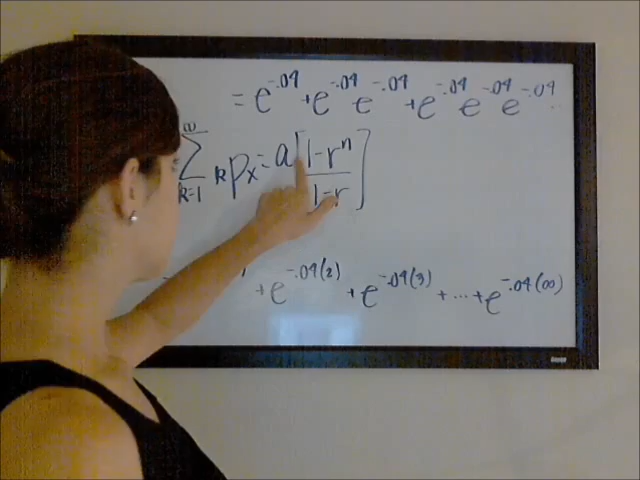 = e^-.04 + e^-.04 e^-.04 + e^-.04 e^-.04 e^-.04 ..
∞∑k=1 kPx = a[1-r^n/1-r]
+ e^-.04(2) + e^-.04(3) + ... + e^-.04(∞)